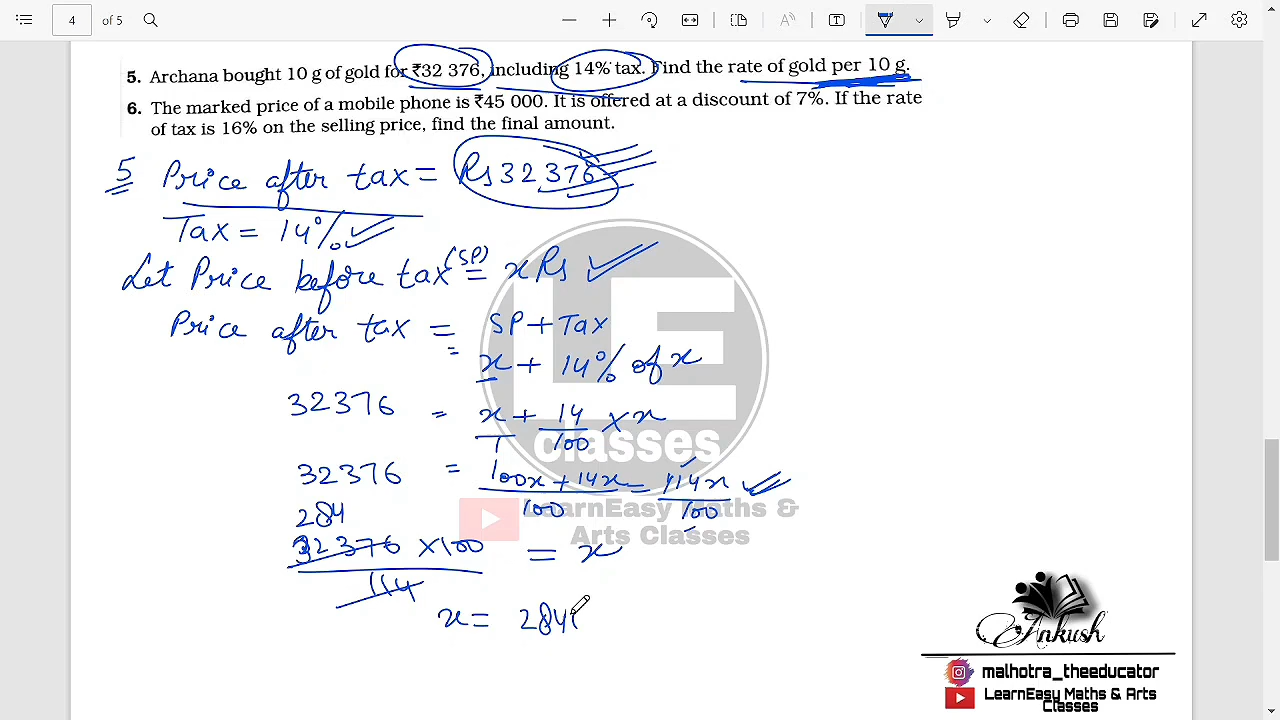 4 of 5
5. Archana bought 10 g of gold for ₹32 376, including 14% tax. Find the rate of gold per 10 g.
6. The marked price of a mobile phone is ₹45 000. It is offered at a discount of 7%. If the rate
of tax is 16% on the selling price, find the final amount.
5 Price after tax = Rs 32376
Tax = 14%
Let Price before tax (SP) = x Rs
Price after tax = SP + Tax
= x + 14% of x
32376 = x/1 + 14/100 × x
32376 = 100x + 14x/100 = 114x/100
284
32376 × 100/114 = x
x = 284
LE
classes
LearnEasy Maths &
Arts Classes
Ankush
malhotra_theeducator
LearnEasy Maths & Arts
Classes